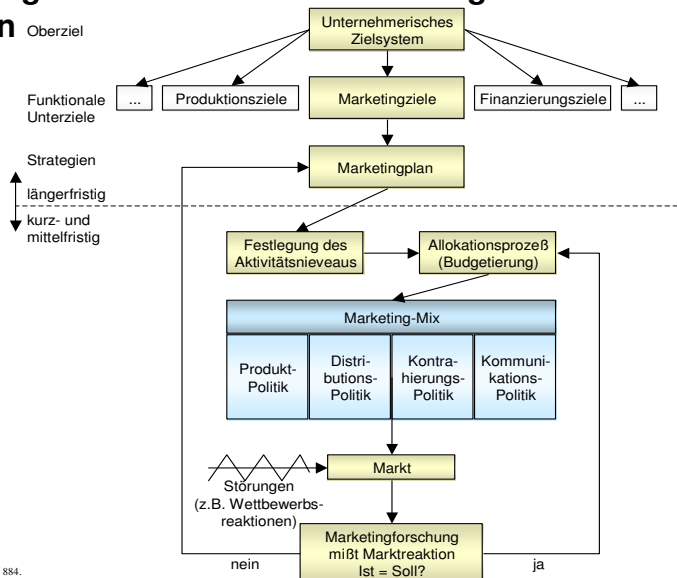 n
Oberziel
Unternehmerisches
Zielsystem
Funktionale
Unterziele
...
Produktionsziele
Marketingziele
Finanzierungsziele
...
Strategien
Marketingplan
längerfristig
kurz- und
mittelfristig
Festlegung des
Aktivitätsnieveaus
Allokationsprozeß
(Budgetierung)
Marketing-Mix
Produkt-
Politik
Distri-
butions-
Politik
Kontra-
hierungs-
Politik
Kommuni-
kations-
Politik
Markt
Störungen
(z.B. Wettbewerbs-
reaktionen)
Marketingforschung
mißt Marktreaktion
Ist = Soll?
nein
ja
884.